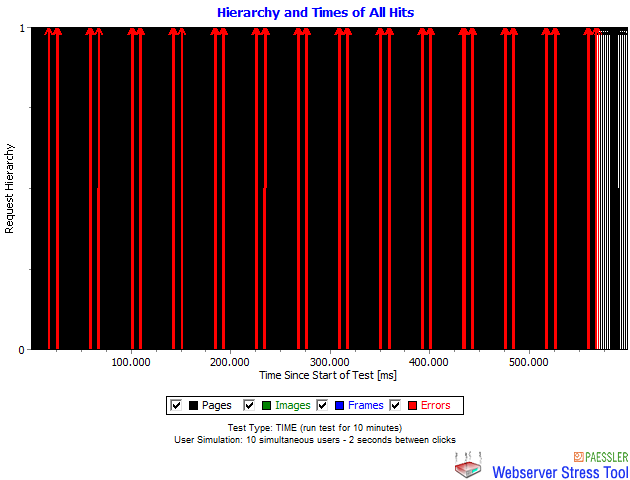 Hierarchy and Times of All Hits
1
Request Hierarchy
0
100.000 200.000 300.000 400.000 500.000
Time Since Start of Test [ms]
Pages Images Frames Errors
Test Type: TIME (run test for 10 minutes)
User Simulation: 10 simultaneous users - 2 seconds between clicks
PAESSLER
Webserver Stress Tool